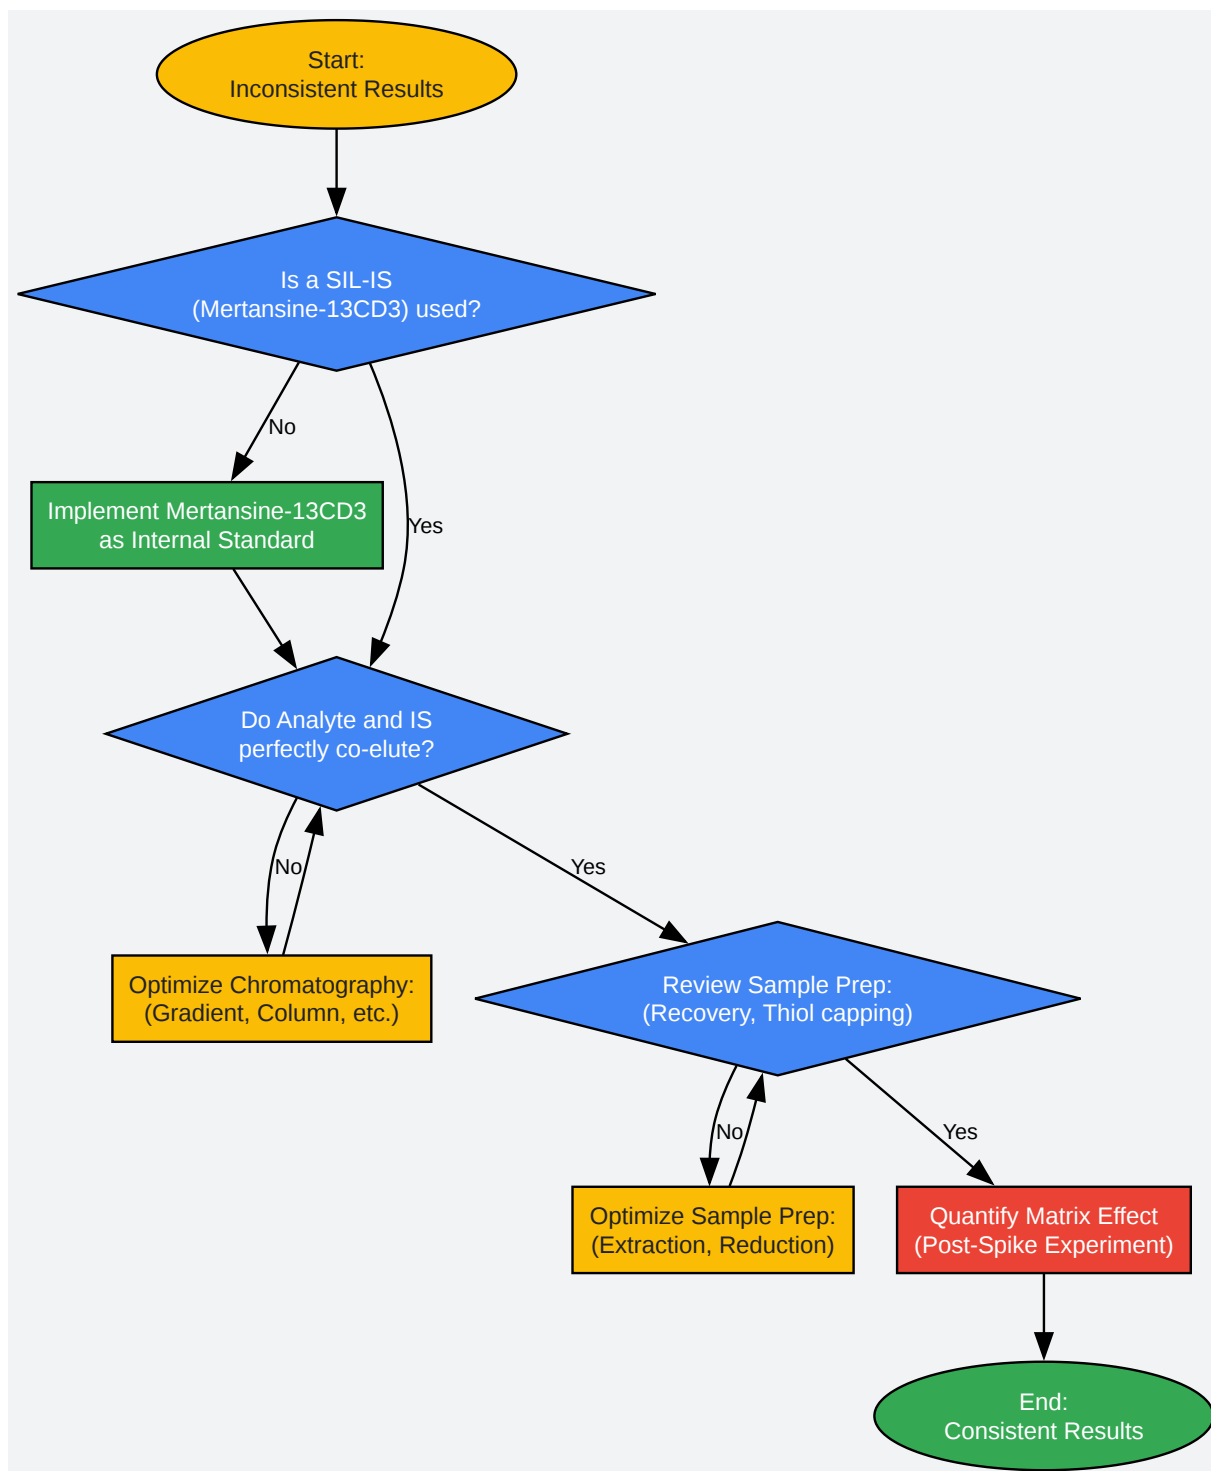 Start:
Inconsistent Results
Is a SIL-IS
(Mertansine-13CD3) used?
No
Implement Mertansine-13CD3
as Internal Standard
Yes
Do Analyte and IS
perfectly co-elute?
No
Yes
Optimize Chromatography:
(Gradient, Column, etc.)
Review Sample Prep:
(Recovery, Thiol capping)
No
Yes
Optimize Sample Prep:
(Extraction, Reduction)
Quantify Matrix Effect
(Post-Spike Experiment)
End:
Consistent Results